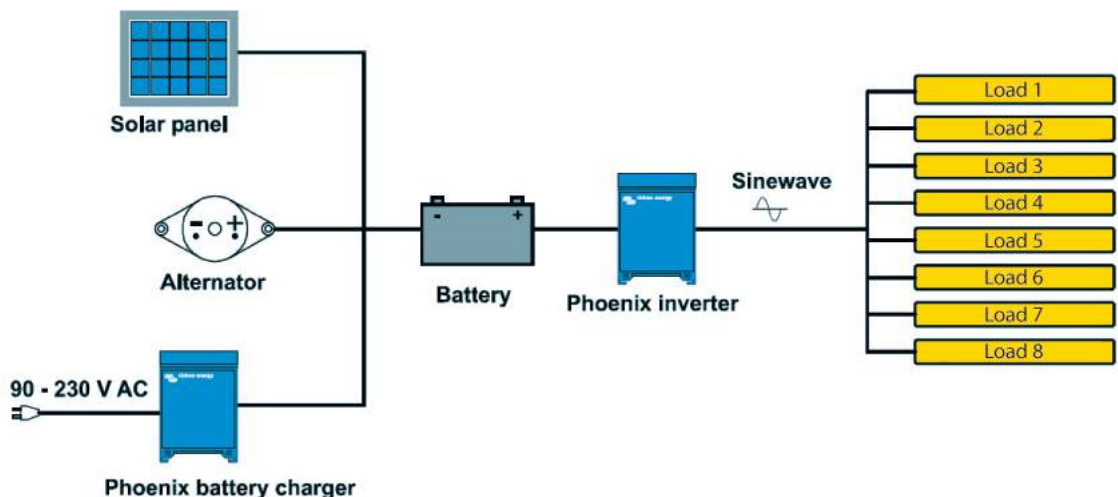 Solar panel
Alternator
90 - 230 V AC
Phoenix battery charger
Battery
Phoenix inverter
Sinewave
Load 1
Load 2
Load 3
Load 4
Load 5
Load 6
Load 7
Load 8